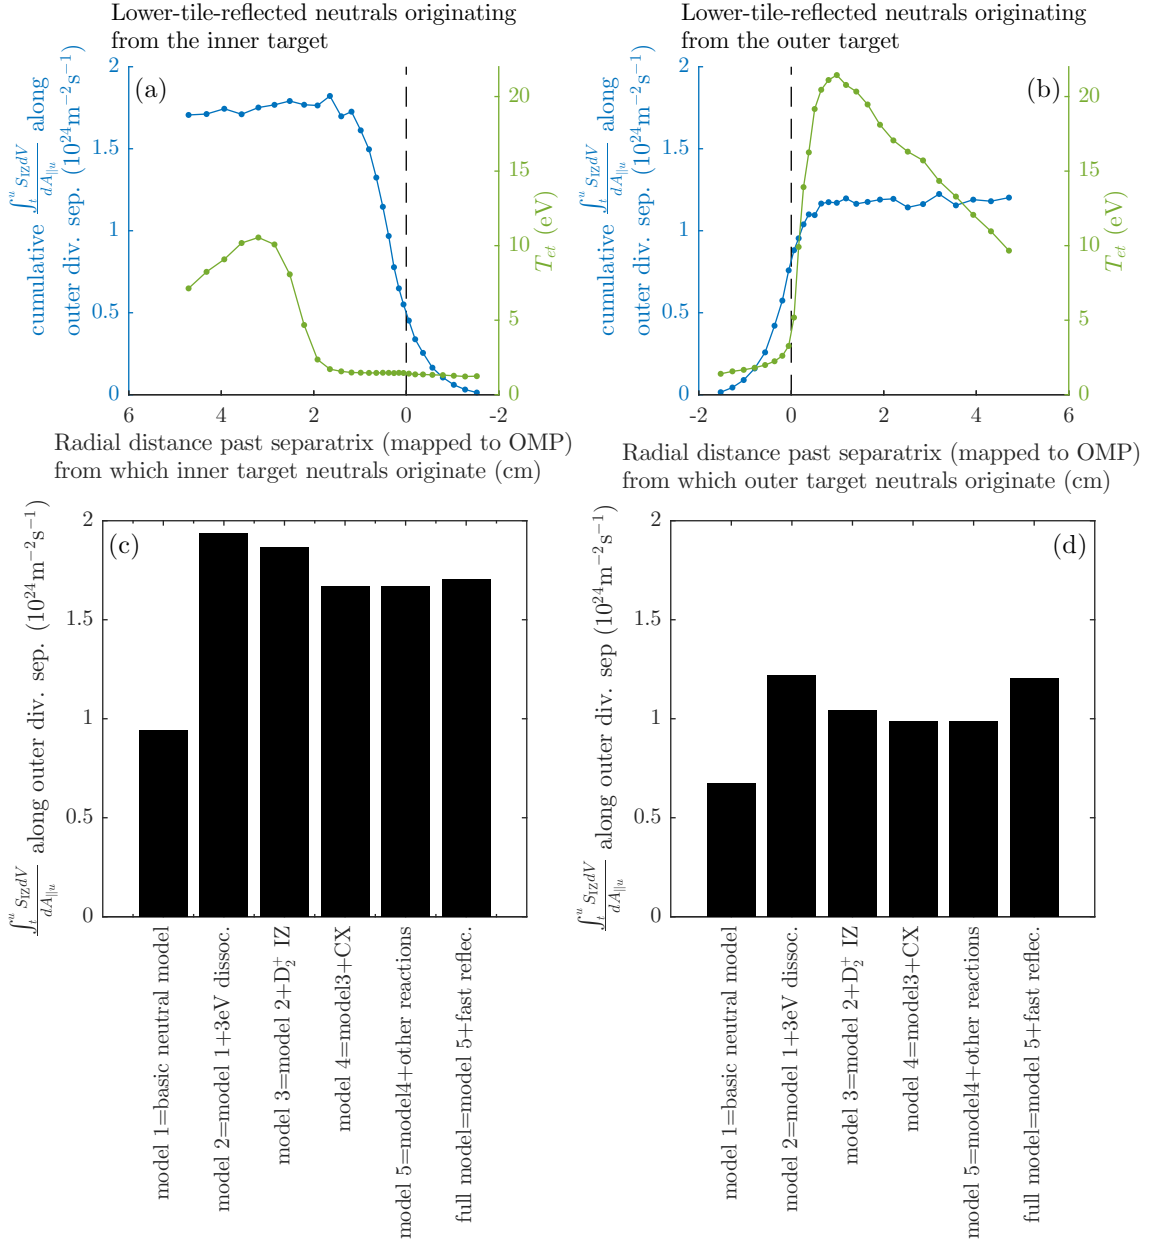 Lower-tile-reflected neutrals originating
from the inner target
(a)
cumulative ∫_t^u S_IZ dV / dA_∥u along
outer div. sep. (10^24 m^−2 s^−1)
2
1.5
1
0.5
0
20
15
10
5
0
T_et (eV)
6 4 2 0 -2
Radial distance past separatrix (mapped to OMP)
from which inner target neutrals originate (cm)
Lower-tile-reflected neutrals originating
from the outer target
(b)
cumulative ∫_t^u S_IZ dV / dA_∥u along
outer div. sep. (10^24 m^−2 s^−1)
2
1.5
1
0.5
0
20
15
10
5
0
T_et (eV)
-2 0 2 4 6
Radial distance past separatrix (mapped to OMP)
from which outer target neutrals originate (cm)
(c)
∫_t^u S_IZ dV / dA_∥u along outer div. sep. (10^24 m^−2 s^−1)
2
1.5
1
0.5
0
model 1=basic neutral model
model 2=model 1+3eV dissoc.
model 3=model 2+D_2^+ IZ
model 4=model3+CX
model 5=model4+other reactions
full model=model 5+fast reflec.
(d)
∫_t^u S_IZ dV / dA_∥u along outer div. sep (10^24 m^−2 s^−1)
2
1.5
1
0.5
0
model 1=basic neutral model
model 2=model 1+3eV dissoc.
model 3=model 2+D_2^+ IZ
model 4=model3+CX
model 5=model4+other reactions
full model=model 5+fast reflec.